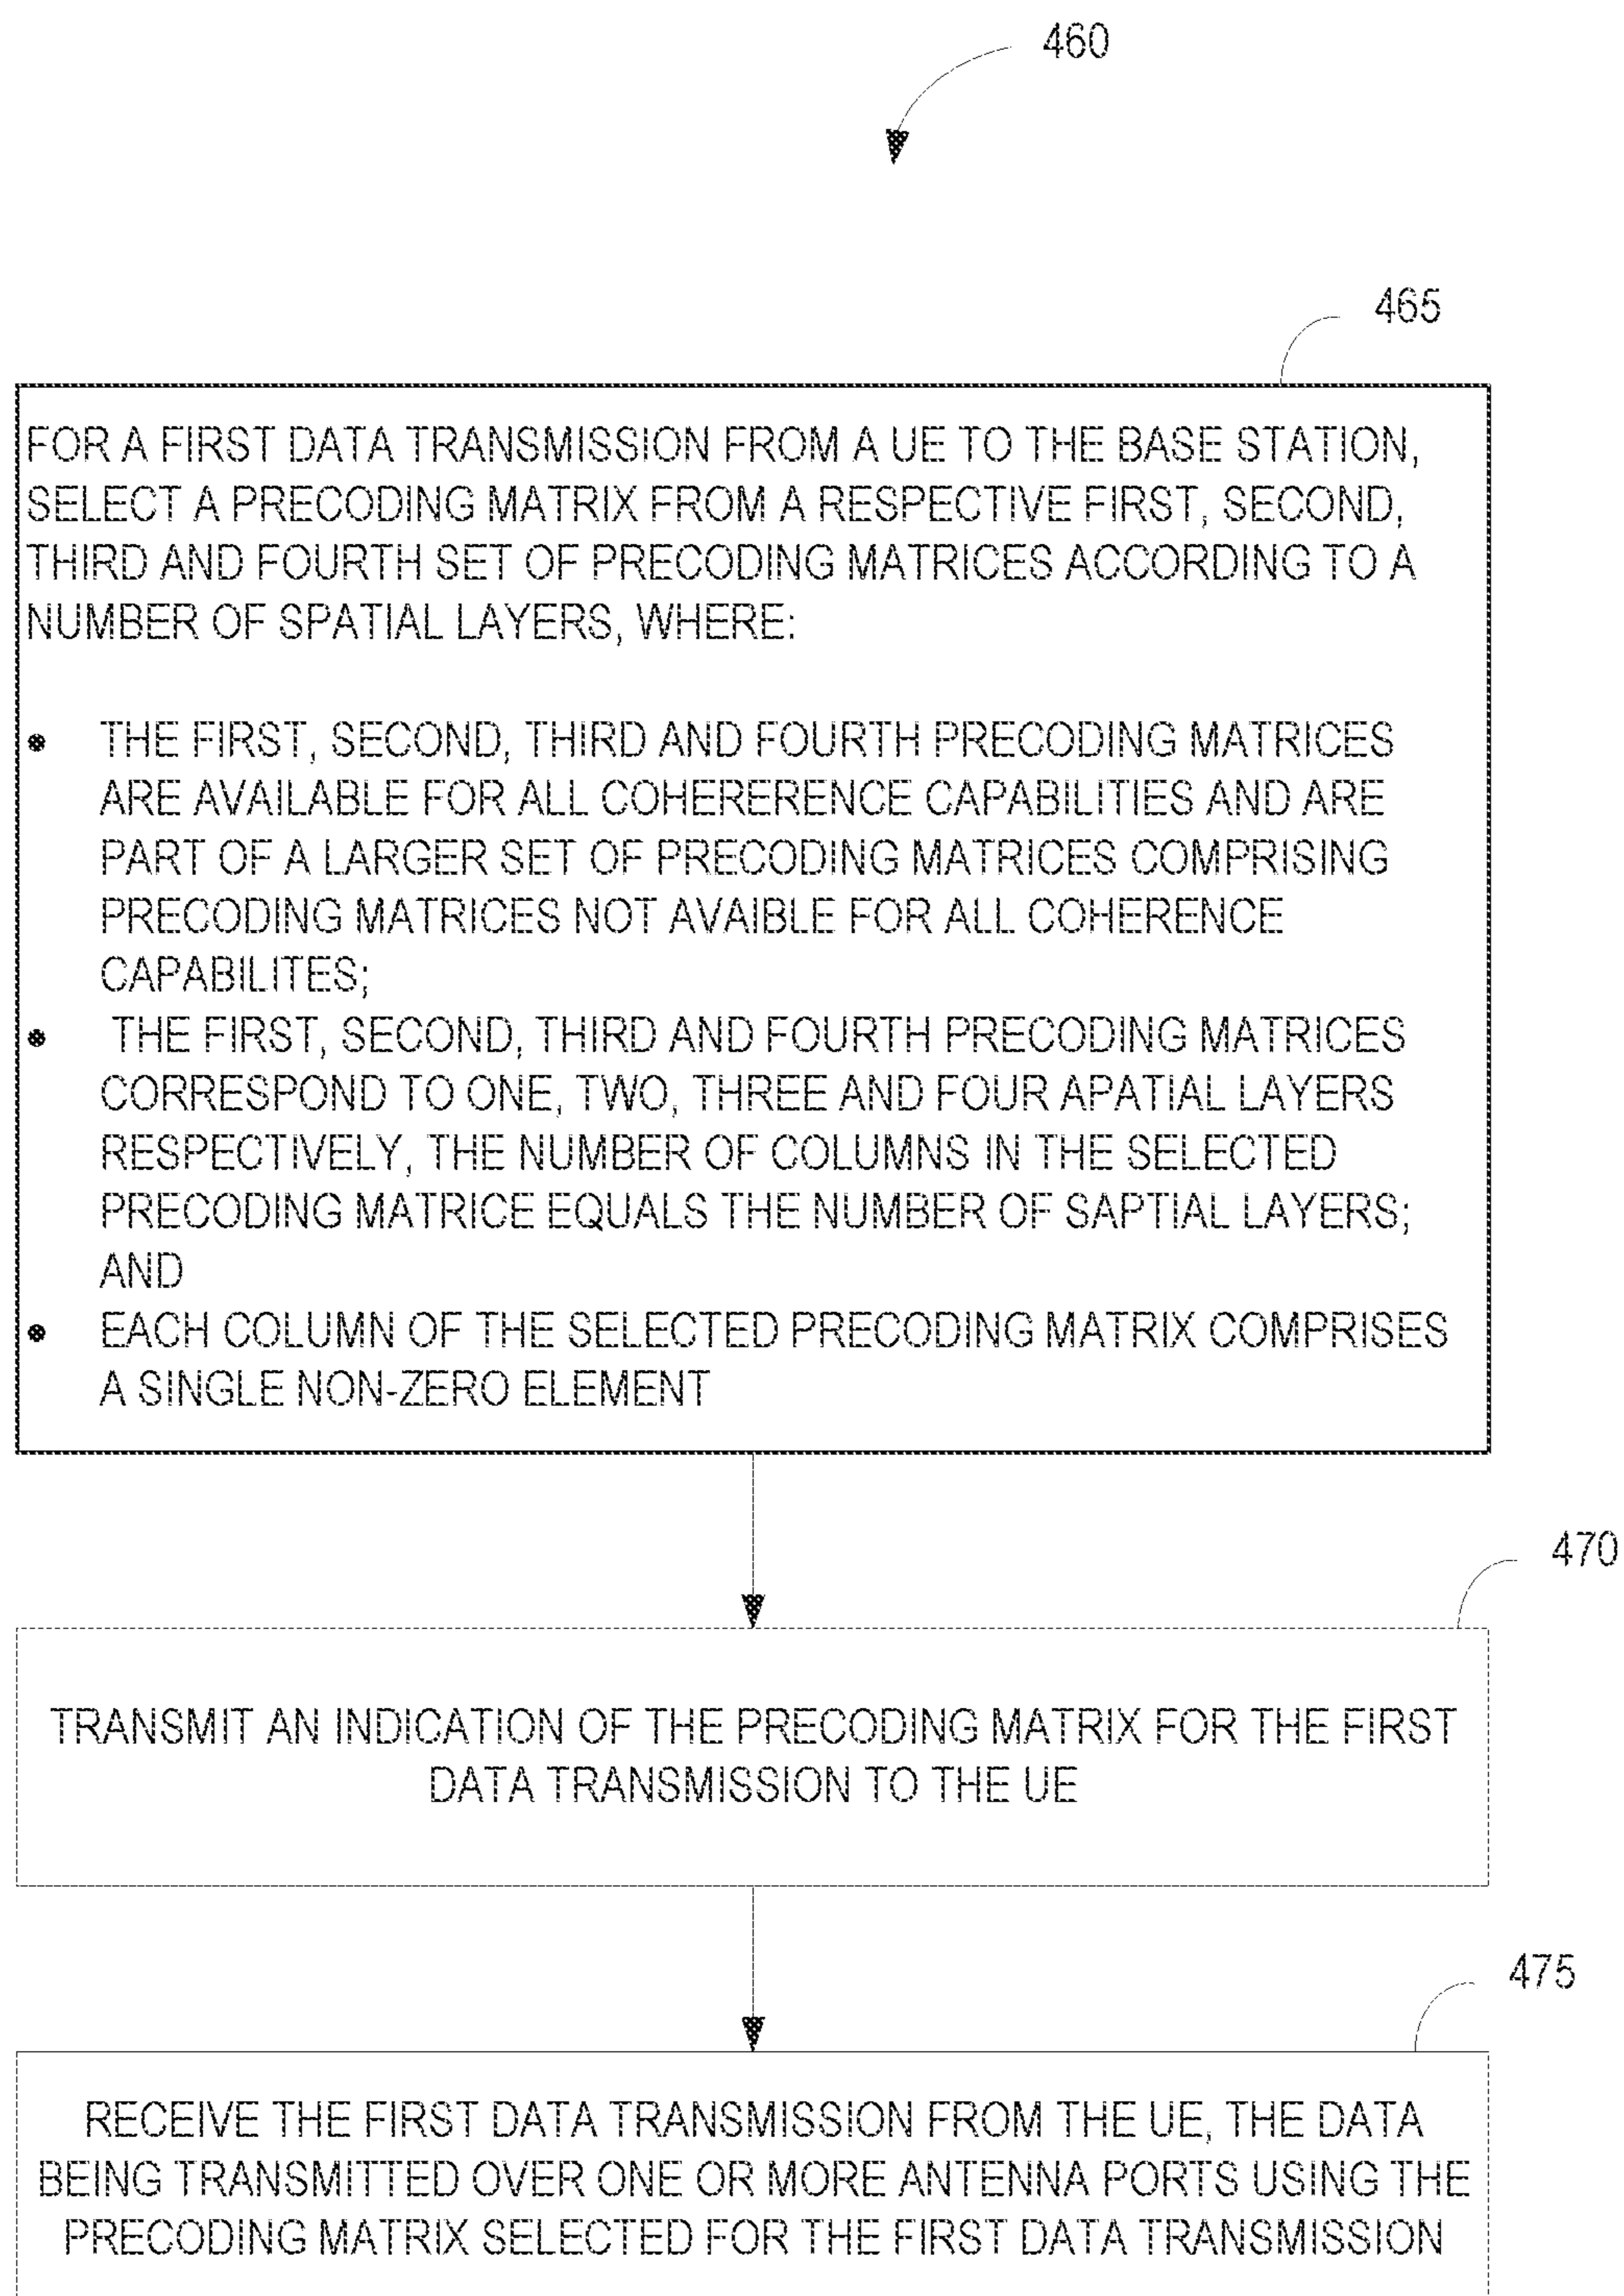 460
465
FOR A FIRST DATA TRANSMISSION FROM A UE TO THE BASE STATION,
SELECT A PRECODING MATRIX FROM A RESPECTIVE FIRST, SECOND,
THIRD AND FOURTH SET OF PRECODING MATRICES ACCORDING TO A
NUMBER OF SPATIAL LAYERS, WHERE:
• THE FIRST, SECOND, THIRD AND FOURTH PRECODING MATRICES
ARE AVAILABLE FOR ALL COHERERENCE CAPABILITIES AND ARE
PART OF A LARGER SET OF PRECODING MATRICES COMPRISING
PRECODING MATRICES NOT AVAIBLE FOR ALL COHERENCE
CAPABILITES;
• THE FIRST, SECOND, THIRD AND FOURTH PRECODING MATRICES
CORRESPOND TO ONE, TWO, THREE AND FOUR APATIAL LAYERS
RESPECTIVELY, THE NUMBER OF COLUMNS IN THE SELECTED
PRECODING MATRICE EQUALS THE NUMBER OF SAPTIAL LAYERS;
AND
• EACH COLUMN OF THE SELECTED PRECODING MATRIX COMPRISES
A SINGLE NON-ZERO ELEMENT
470
TRANSMIT AN INDICATION OF THE PRECODING MATRIX FOR THE FIRST
DATA TRANSMISSION TO THE UE
475
RECEIVE THE FIRST DATA TRANSMISSION FROM THE UE, THE DATA
BEING TRANSMITTED OVER ONE OR MORE ANTENNA PORTS USING THE
PRECODING MATRIX SELECTED FOR THE FIRST DATA TRANSMISSION